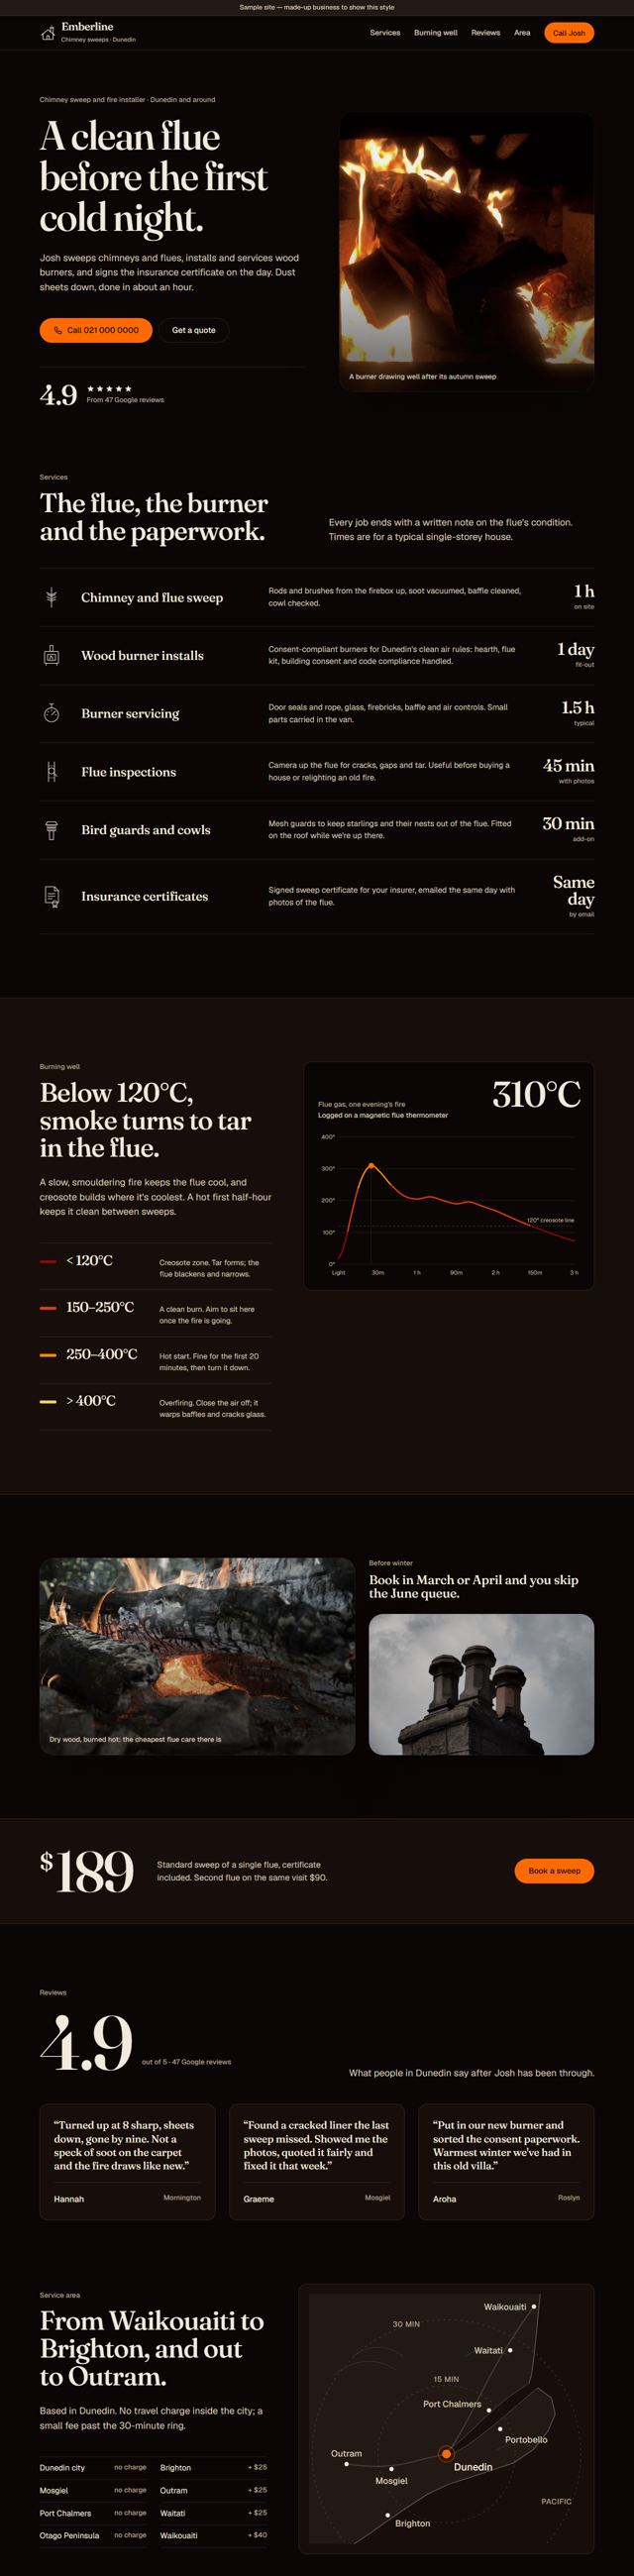 Sample site — made-up business to show this style
Emberline
Chimney sweeps · Dunedin
Services
Burning well
Reviews
Area
Call Josh
Chimney sweep and fire installer · Dunedin and around
A clean flue
before the first
cold night.
Josh sweeps chimneys and flues, installs and services wood
burners, and signs the insurance certificate on the day. Dust
sheets down, done in about an hour.
Call 021 000 0000
Get a quote
4.9
★★★★★
From 47 Google reviews
A burner drawing well after its autumn sweep
Services
The flue, the burner
and the paperwork.
Every job ends with a written note on the flue's condition.
Times are for a typical single-storey house.
Chimney and flue sweep
Rods and brushes from the firebox up, soot vacuumed, baffle cleaned,
cowl checked.
1 h
on site
Wood burner installs
Consent-compliant burners for Dunedin's clean air rules: hearth, flue
kit, building consent and code compliance handled.
1 day
fit-out
Burner servicing
Door seals and rope, glass, firebricks, baffle and air controls. Small
parts carried in the van.
1.5 h
typical
Flue inspections
Camera up the flue for cracks, gaps and tar. Useful before buying a
house or relighting an old fire.
45 min
with photos
Bird guards and cowls
Mesh guards to keep starlings and their nests out of the flue. Fitted
on the roof while we're up there.
30 min
add-on
Insurance certificates
Signed sweep certificate for your insurer, emailed the same day with
photos of the flue.
Same
day
by email
Burning well
Below 120°C,
smoke turns to tar
in the flue.
A slow, smouldering fire keeps the flue cool, and
creosote builds where it's coolest. A hot first half-hour
keeps it clean between sweeps.
< 120°C
Creosote zone. Tar forms; the
flue blackens and narrows.
150–250°C
A clean burn. Aim to sit here
once the fire is going.
250–400°C
Hot start. Fine for the first 20
minutes, then turn it down.
> 400°C
Overfiring. Close the air off; it
warps baffles and cracks glass.
Flue gas, one evening's fire
Logged on a magnetic flue thermometer
310°C
400°
300°
200°
100°
0°
120° creosote line
Light
30m
1 h
90m
2 h
150m
3 h
Dry wood, burned hot: the cheapest flue care there is
Before winter
Book in March or April and you skip
the June queue.
$189
Standard sweep of a single flue, certificate
included. Second flue on the same visit $90.
Book a sweep
Reviews
4.9
out of 5 · 47 Google reviews
What people in Dunedin say after Josh has been through.
“Turned up at 8 sharp, sheets
down, gone by nine. Not a
speck of soot on the carpet
and the fire draws like new.”
Hannah
Mornington
“Found a cracked liner the last
sweep missed. Showed me the
photos, quoted it fairly and
fixed it that week.”
Graeme
Mosgiel
“Put in our new burner and
sorted the consent paperwork.
Warmest winter we've had in
this old villa.”
Aroha
Roslyn
Service area
From Waikouaiti to
Brighton, and out
to Outram.
Based in Dunedin. No travel charge inside the city; a
small fee past the 30-minute ring.
Dunedin city
no charge
Brighton
+ $25
Mosgiel
no charge
Outram
+ $25
Port Chalmers
no charge
Waitati
+ $25
Otago Peninsula
no charge
Waikouaiti
+ $40
Waikouaiti
30 MIN
Waitati
15 MIN
Port Chalmers
Portobello
Outram
Dunedin
Mosgiel
PACIFIC
Brighton